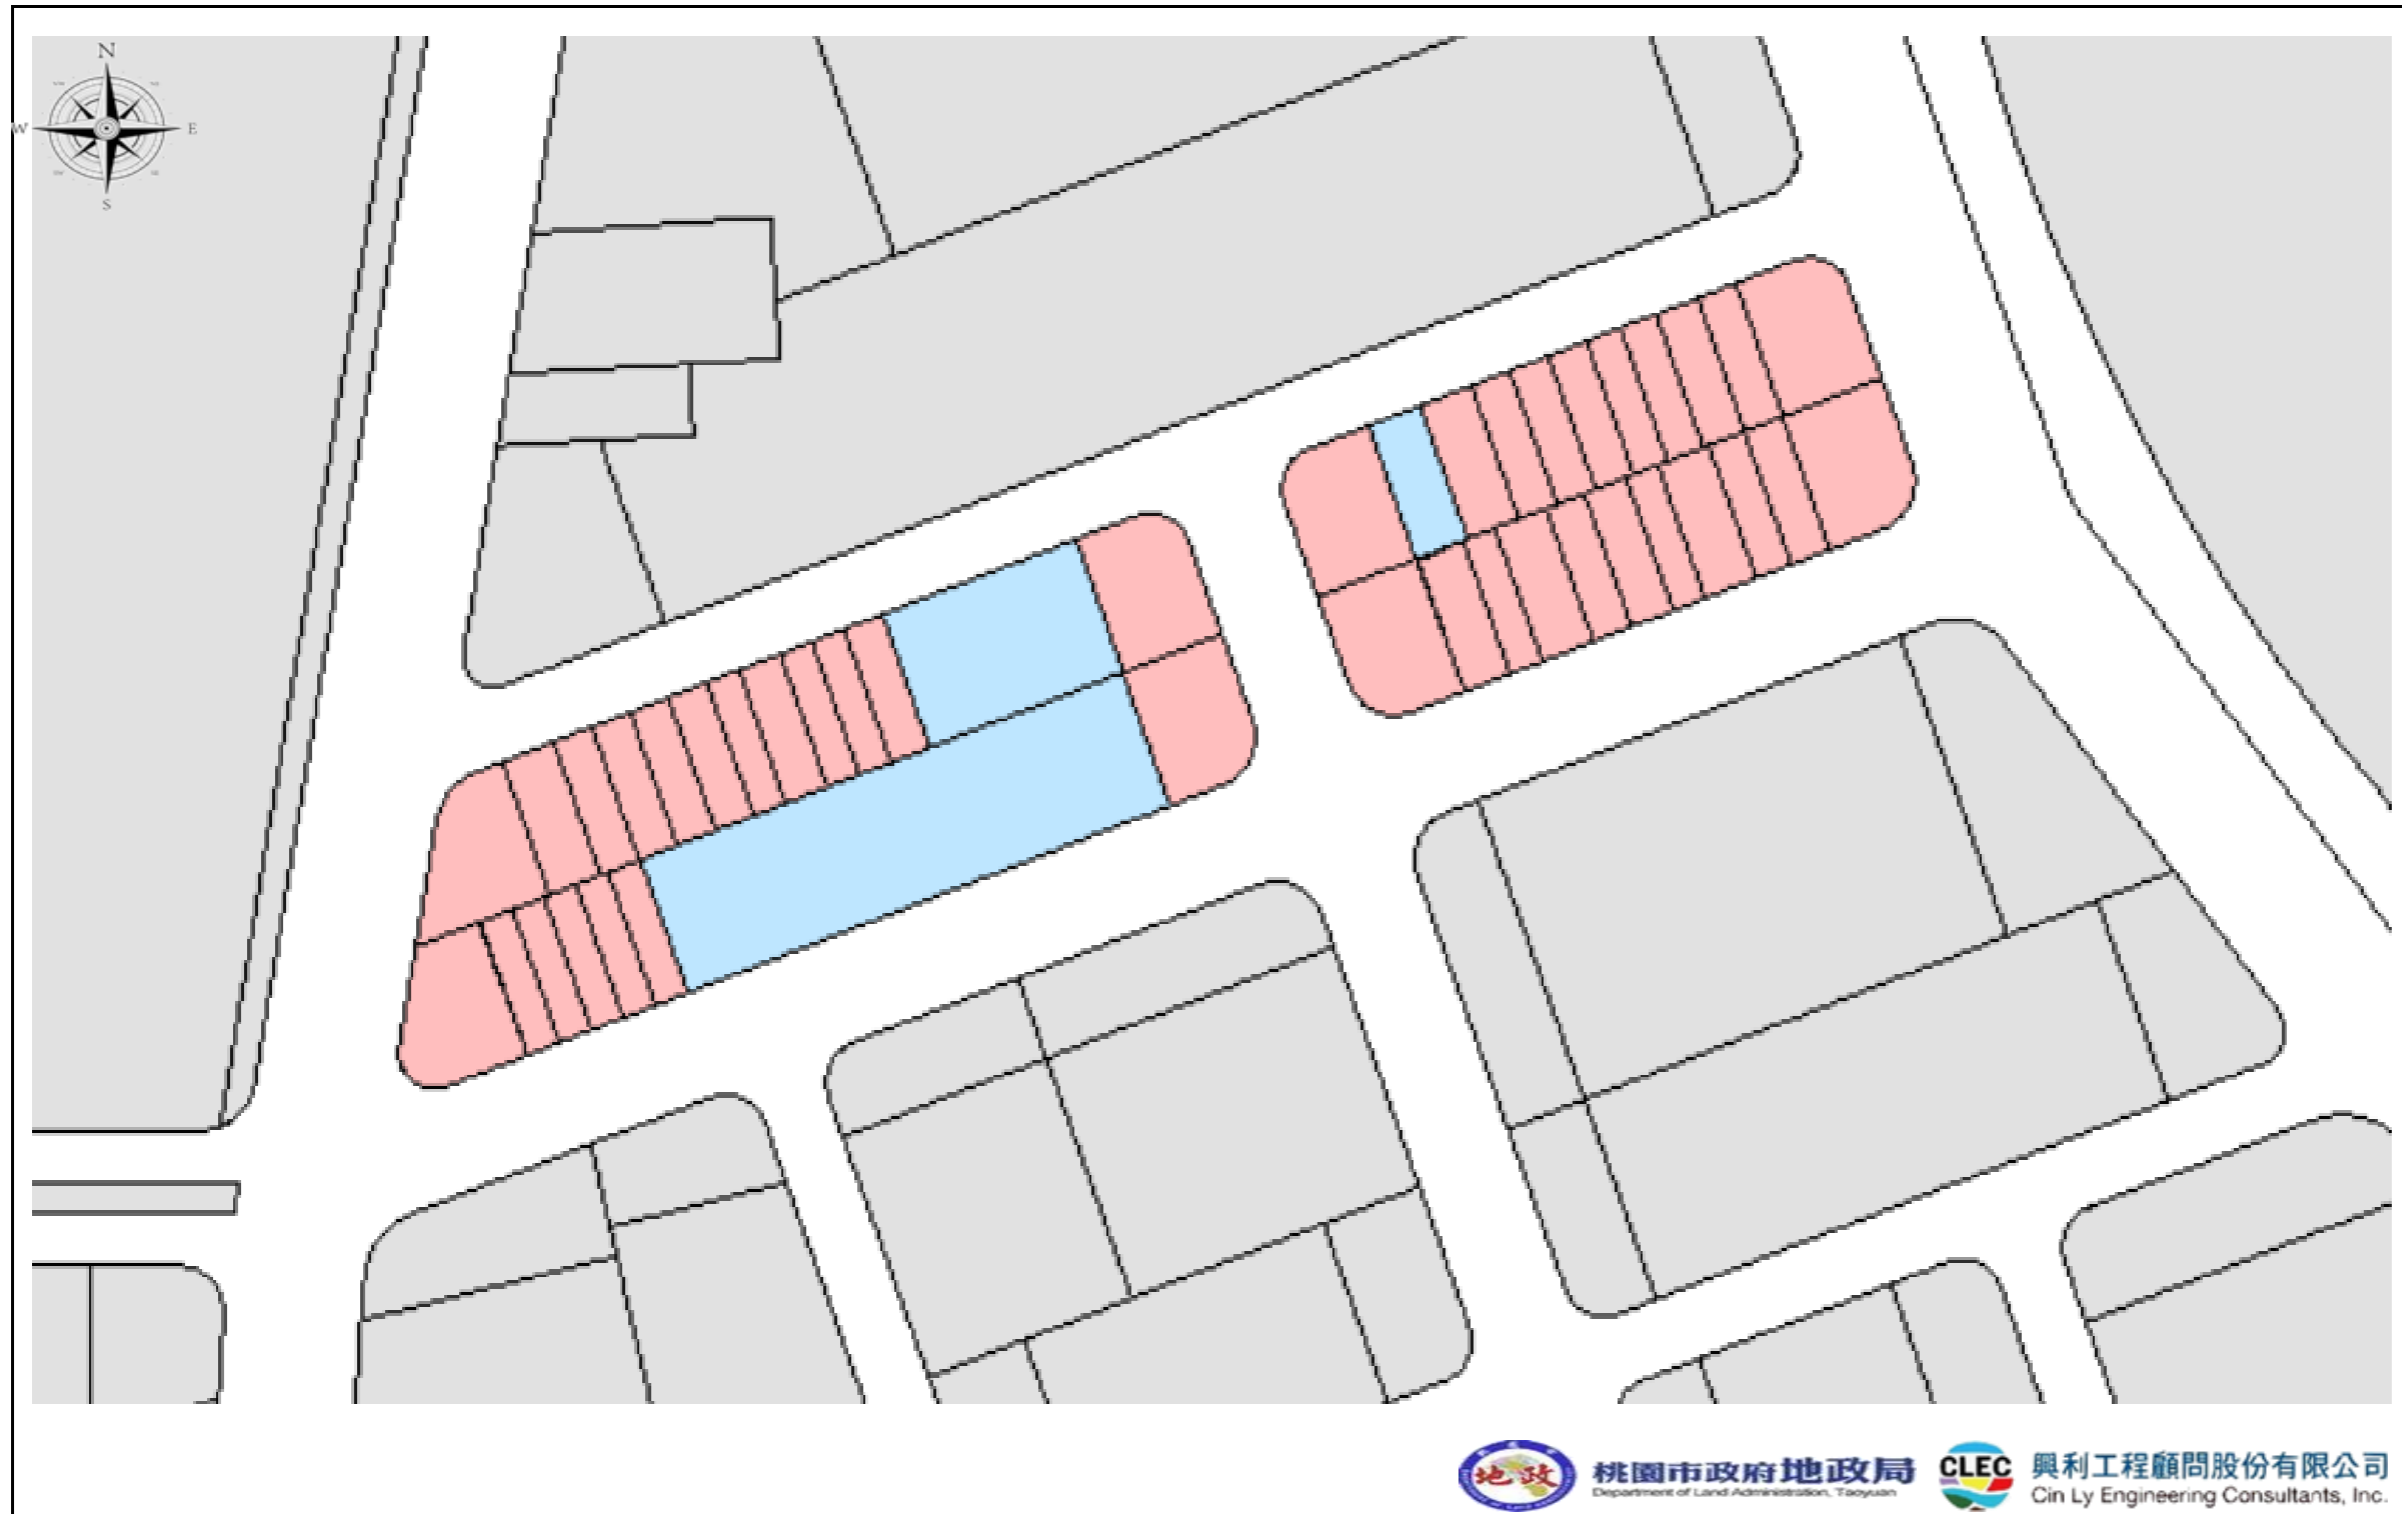 N
W
E
S
地政
桃園市政府地政局
Department of Land Administration, Taoyuan
CLEC
興利工程顧問股份有限公司
Cin Ly Engineering Consultants, Inc.